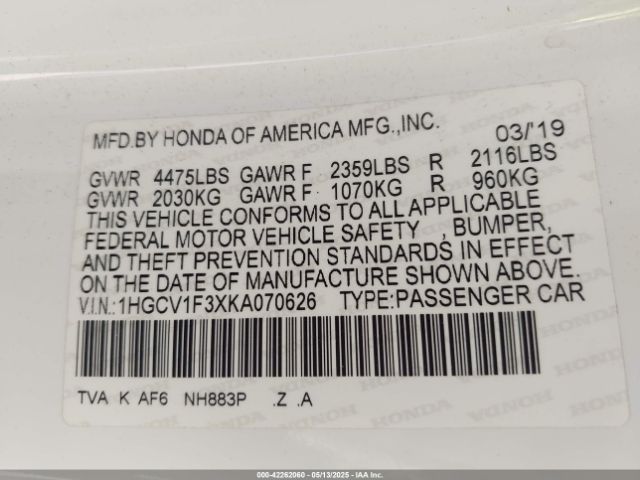 MFD.BY HONDA OF AMERICA MFG.,INC. 03/'19
GVWR 4475LBS GAWR F 2359LBS R 2116LBS
GVWR 2030KG GAWR F 1070KG R 960KG
THIS VEHICLE CONFORMS TO ALL APPLICABLE
FEDERAL MOTOR VEHICLE SAFETY , BUMPER,
AND THEFT PREVENTION STANDARDS IN EFFECT
ON THE DATE OF MANUFACTURE SHOWN ABOVE.
V.I.N.:1HGCV1F3XKA070626 TYPE:PASSENGER CAR
TVA K AF6 NH883P .Z .A
000-42262060 - 05/13/2025 - IAA Inc.